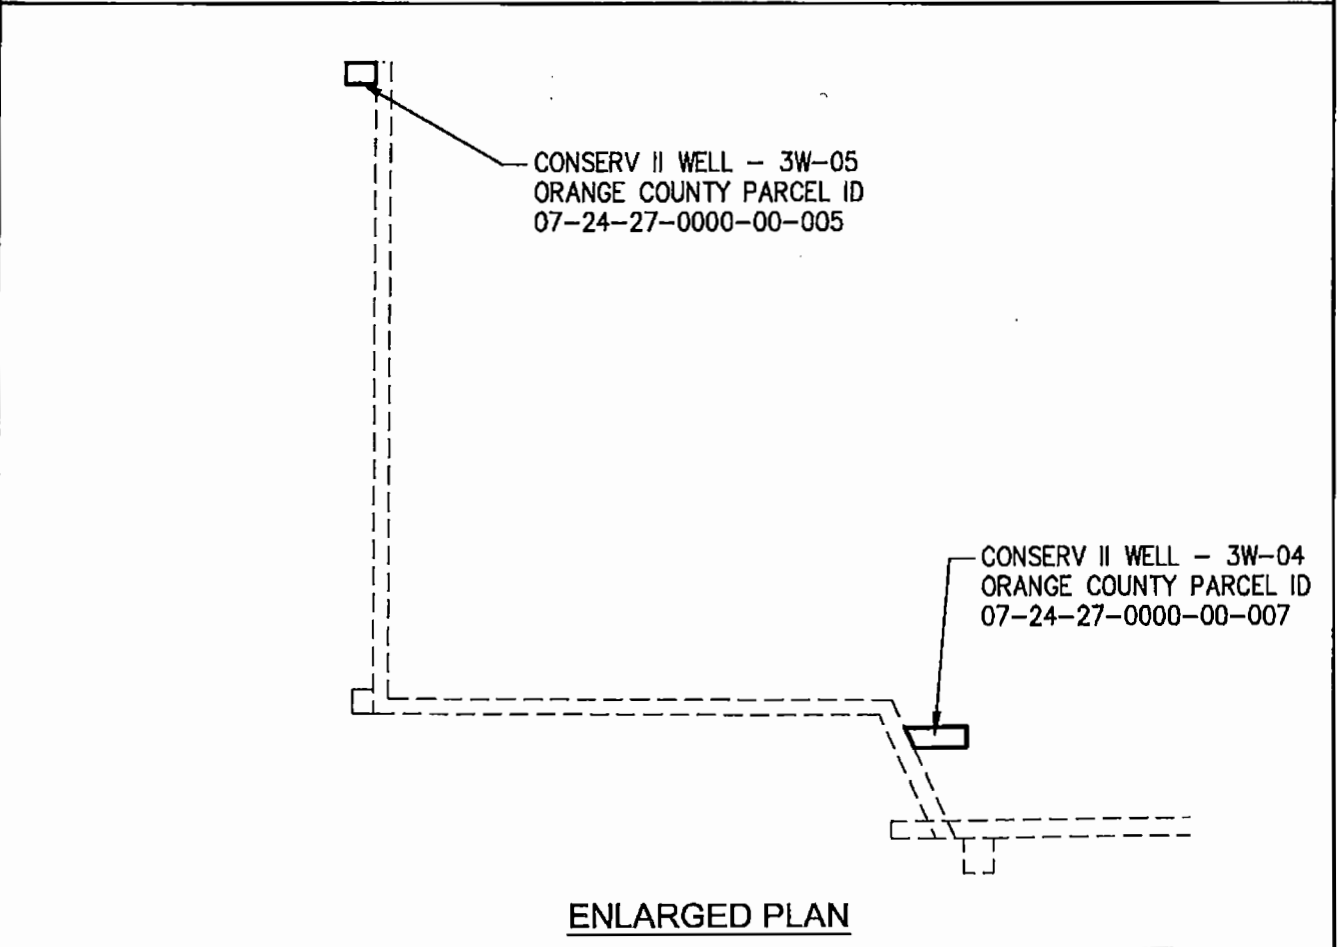 CONSERV II WELL - 3W-05
ORANGE COUNTY PARCEL ID
07-24-27-0000-00-005
CONSERV II WELL - 3W-04
ORANGE COUNTY PARCEL ID
07-24-27-0000-00-007
ENLARGED PLAN